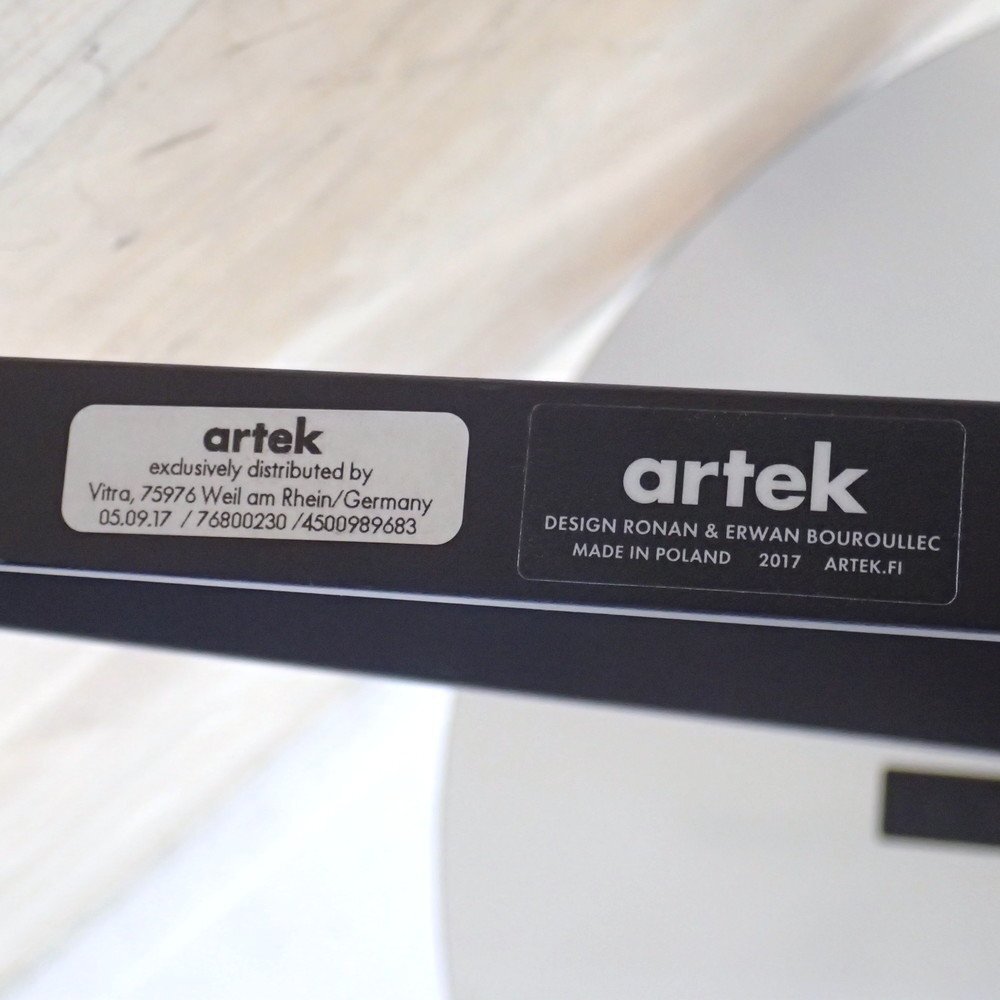 artek
exclusively distributed by
Vitra, 75976 Weil am Rhein/Germany
05.09.17 / 76800230 /4500989683
artek
DESIGN RONAN & ERWAN BOUROULLEC
MADE IN POLAND 2017 ARTEK.FI